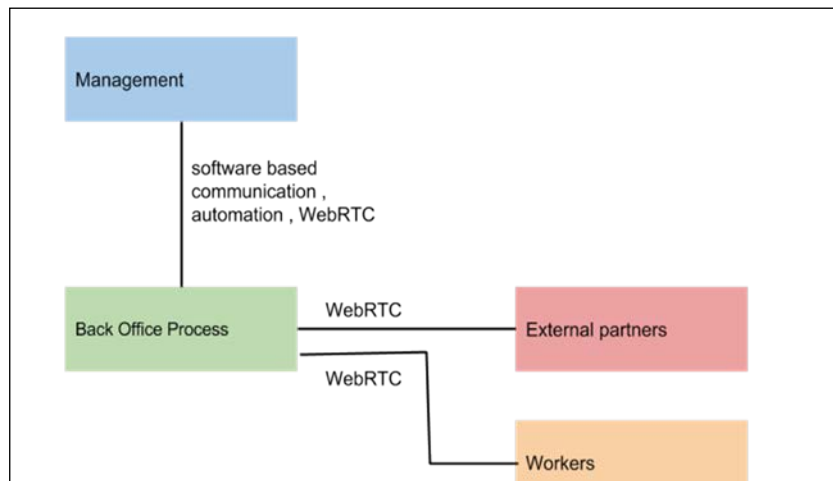 Management
software based
communication ,
automation , WebRTC
Back Office Process
WebRTC
External partners
WebRTC
Workers